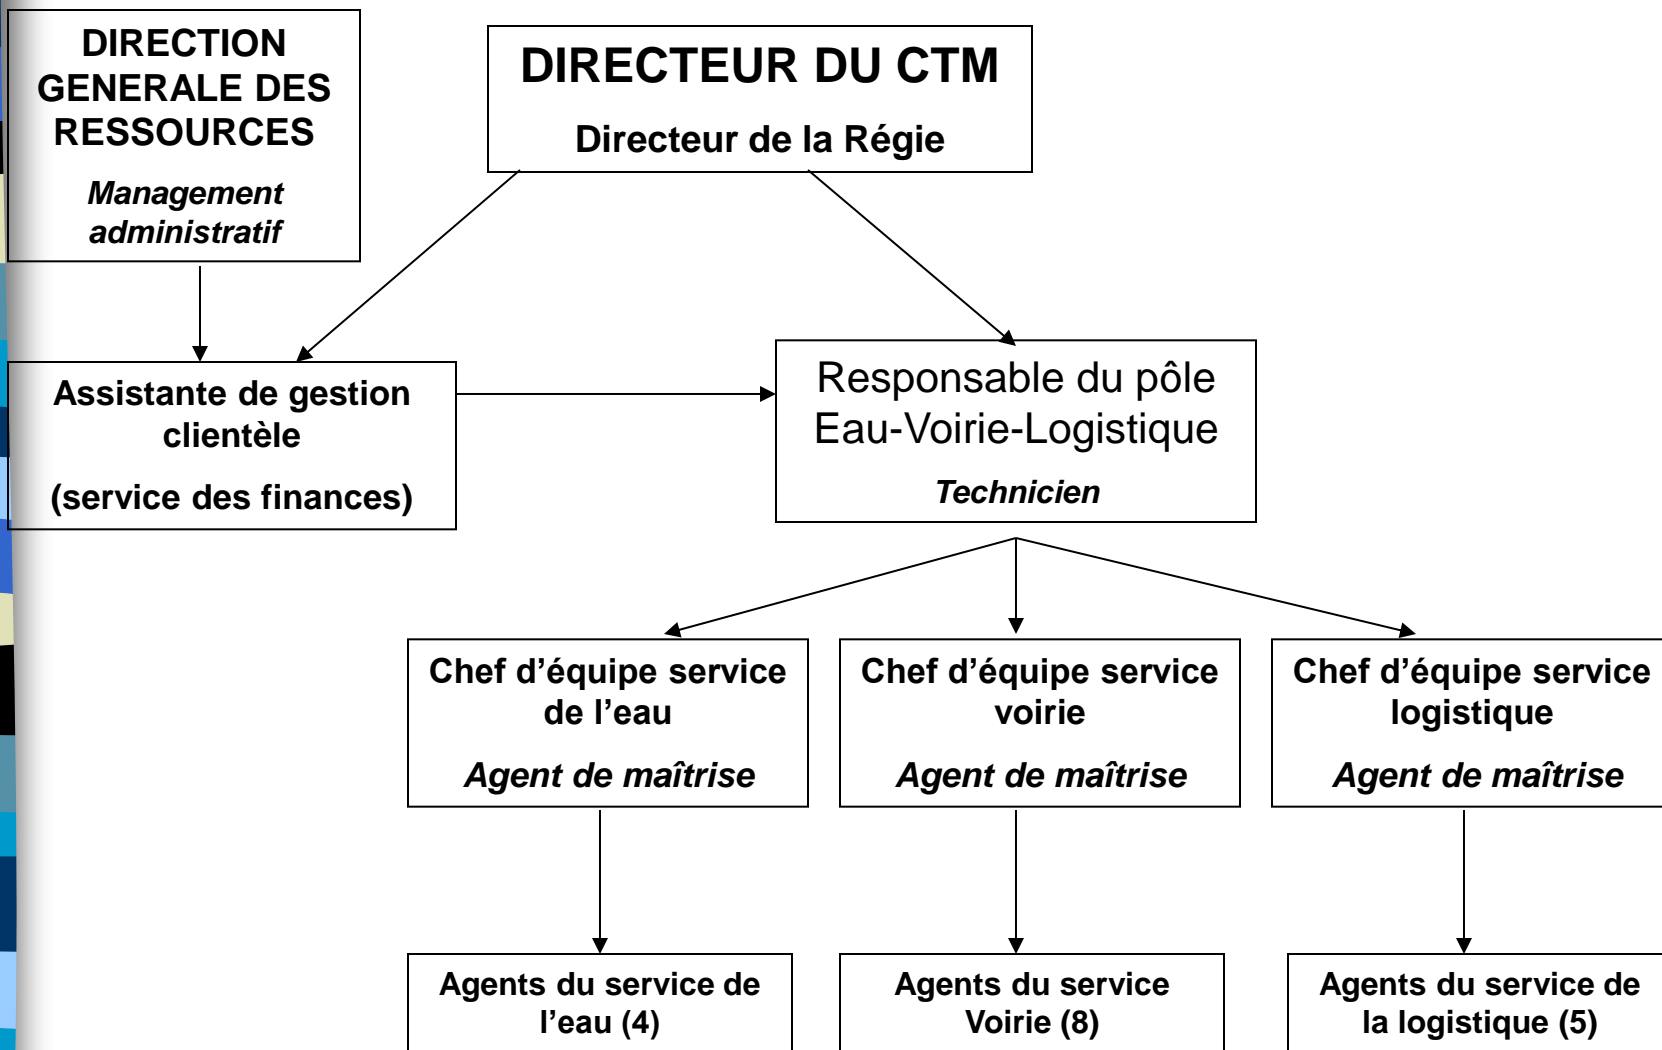 DIRECTION
GENERALE DES
RESSOURCES
Management
administratif
DIRECTEUR DU CTM
Directeur de la Régie
Assistante de gestion
clientèle
(service des finances)
Responsable du pôle
Eau-Voirie-Logistique
Technicien
Chef d’équipe service
de l’eau
Agent de maîtrise
Chef d’équipe service
voirie
Agent de maîtrise
Chef d’équipe service
logistique
Agent de maîtrise
Agents du service de
l’eau (4)
Agents du service
Voirie (8)
Agents du service de
la logistique (5)